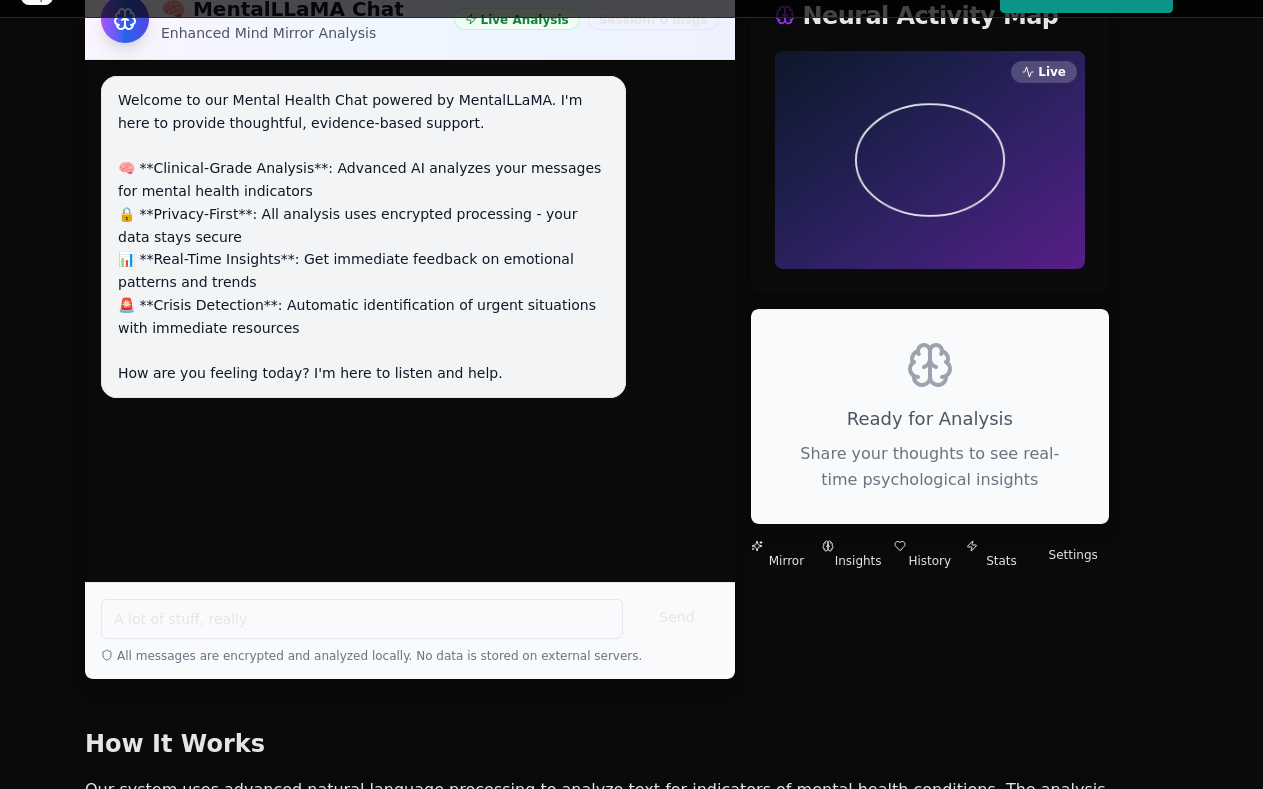 🧠 MentalLLaMA Chat
Enhanced Mind Mirror Analysis
Live Analysis
Session: 0 msgs
Welcome to our Mental Health Chat powered by MentalLLaMA. I'm
here to provide thoughtful, evidence-based support.
🧠 **Clinical-Grade Analysis**: Advanced AI analyzes your messages
for mental health indicators
🔒 **Privacy-First**: All analysis uses encrypted processing - your
data stays secure
📊 **Real-Time Insights**: Get immediate feedback on emotional
patterns and trends
🚨 **Crisis Detection**: Automatic identification of urgent situations
with immediate resources
How are you feeling today? I'm here to listen and help.
A lot of stuff, really
Send
All messages are encrypted and analyzed locally. No data is stored on external servers.
Neural Activity Map
Live
Ready for Analysis
Share your thoughts to see real-
time psychological insights
Mirror
Insights
History
Stats
Settings
How It Works
Our system uses advanced natural language processing to analyze text for indicators of mental health conditions. The analysis